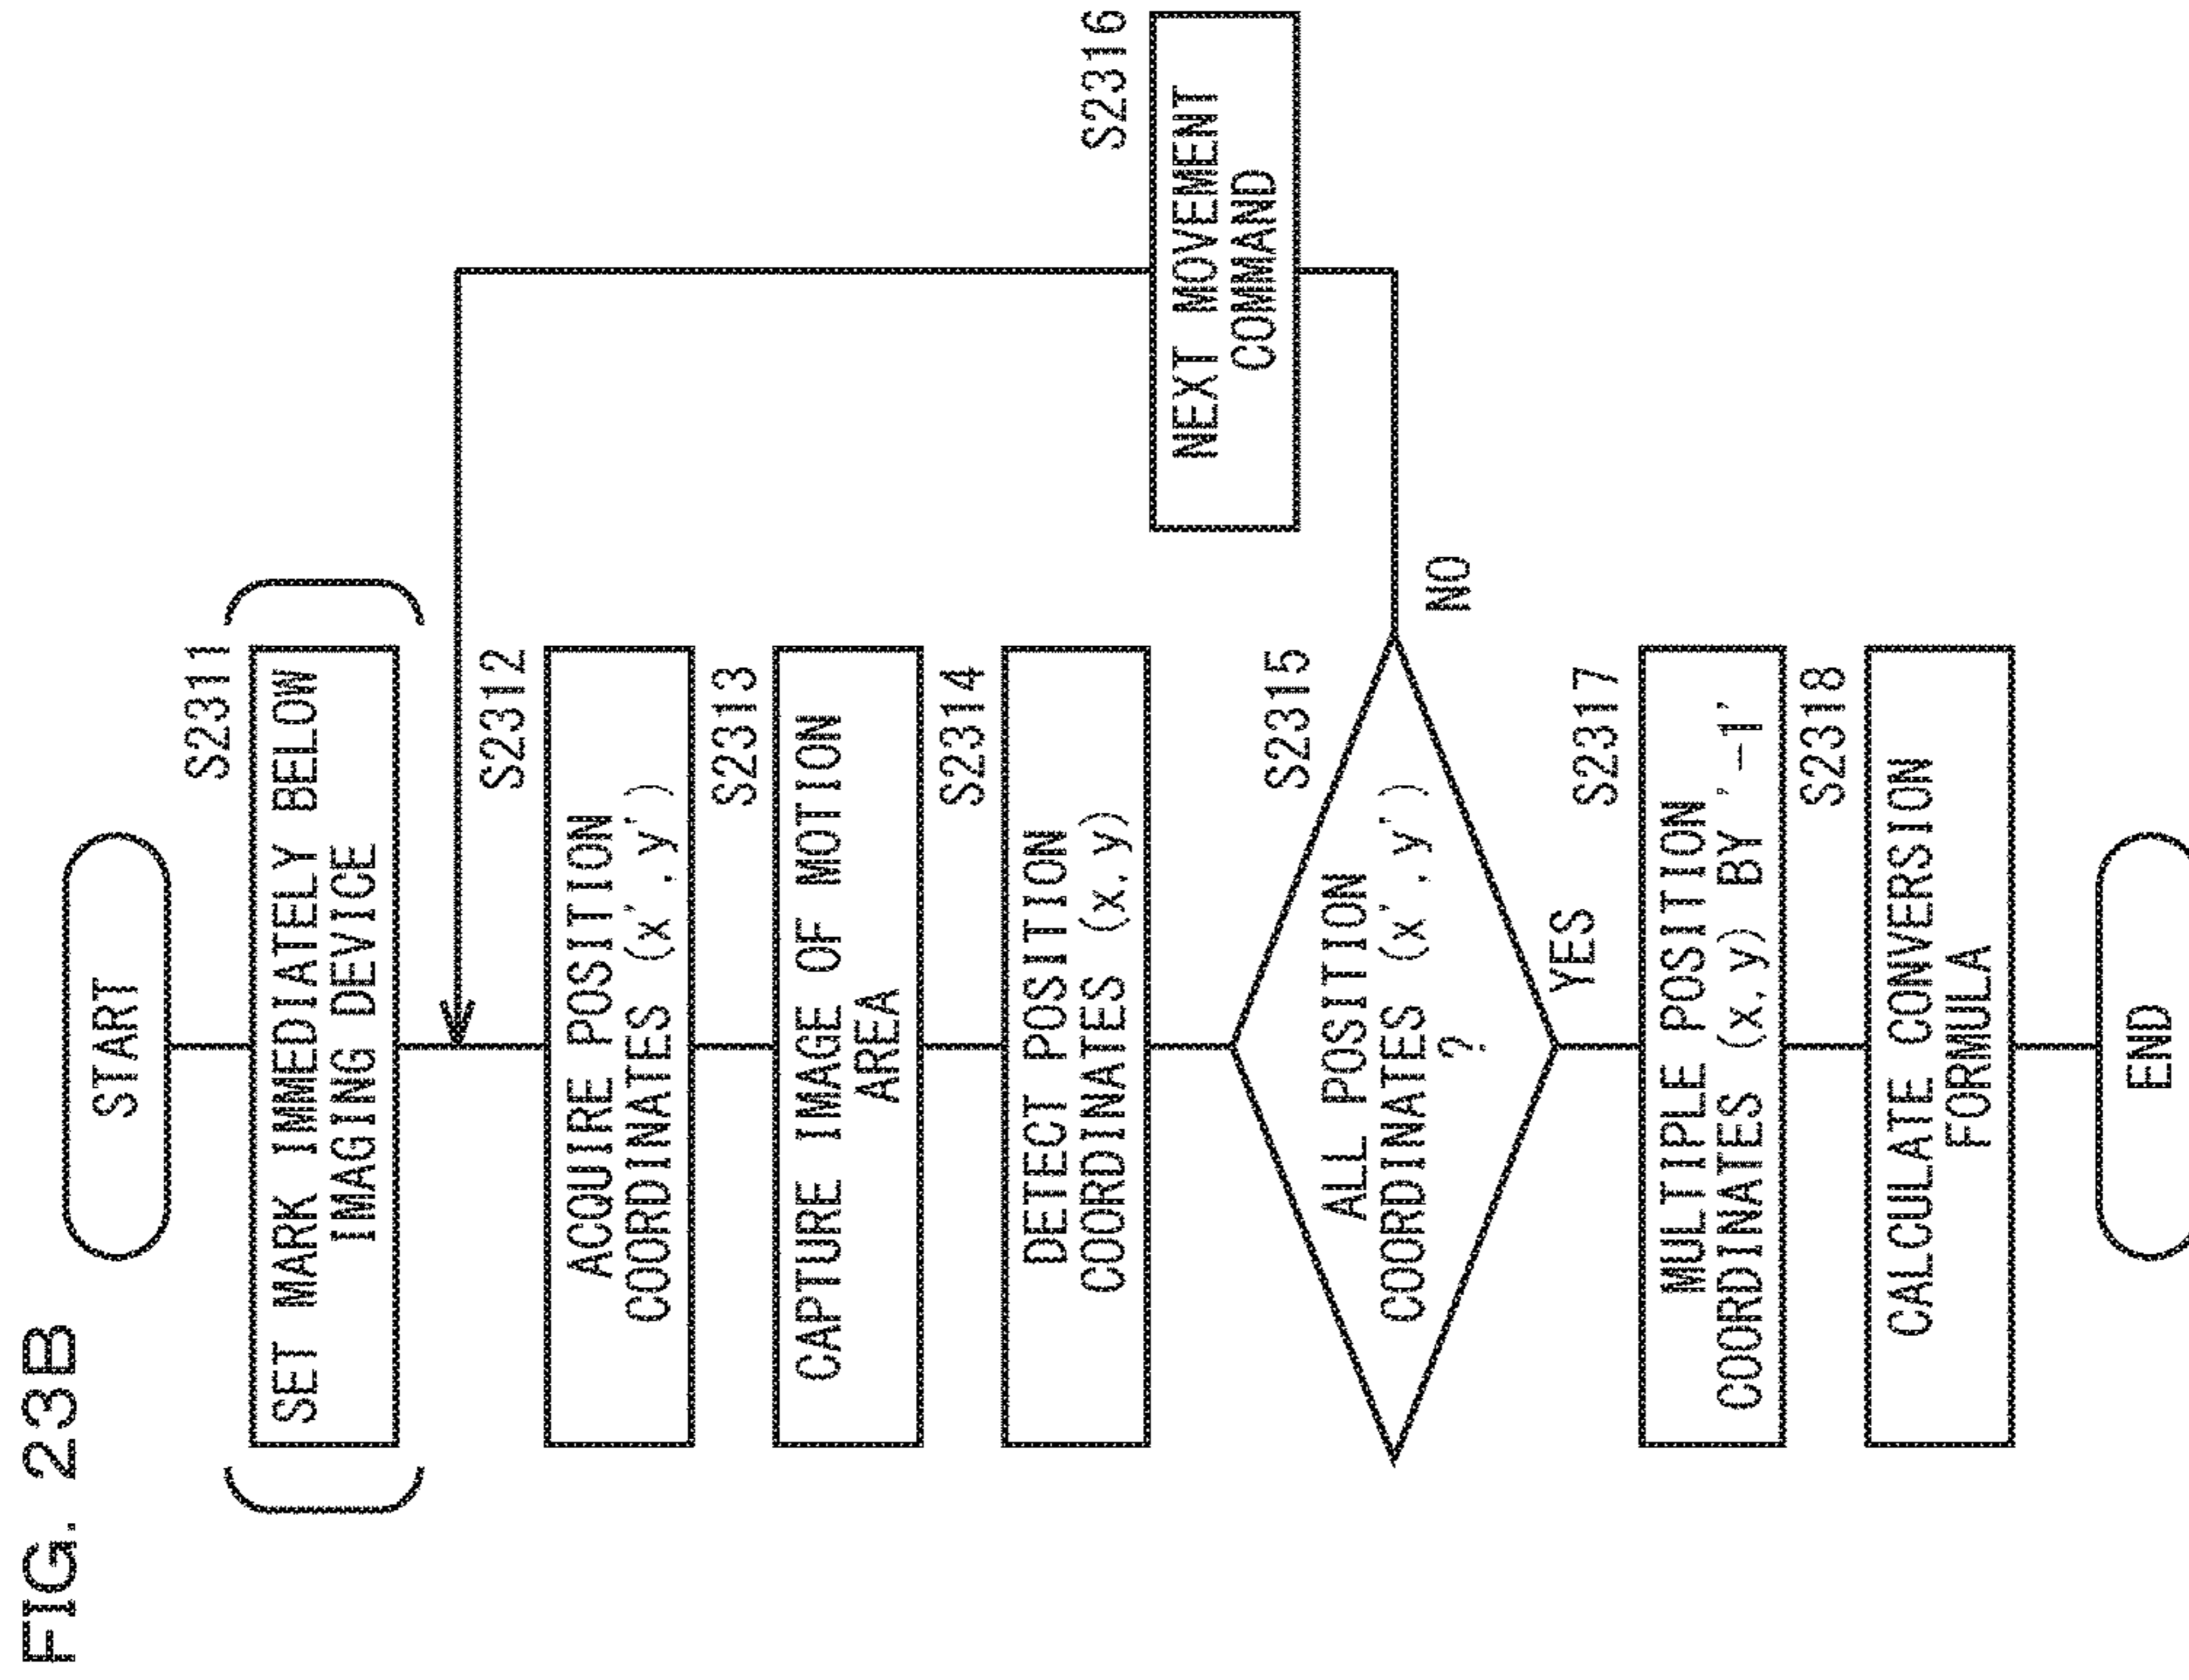 FIG. 23B
START
S2311
SET MARK IMMEDIATELY BELOW
IMAGING DEVICE
S2312
ACQUIRE POSITION
COORDINATES (x', y')
S2313
CAPTURE IMAGE OF MOTION
AREA
S2314
DETECT POSITION
COORDINATES (x, y)
S2315
ALL POSITION
COORDINATES (x', y')
?
NO
S2316
NEXT MOVEMENT
COMMAND
YES
S2317
MULTIPLE POSITION
COORDINATES (x, y) BY '-1'
S2318
CALCULATE CONVERSION
FORMULA
END